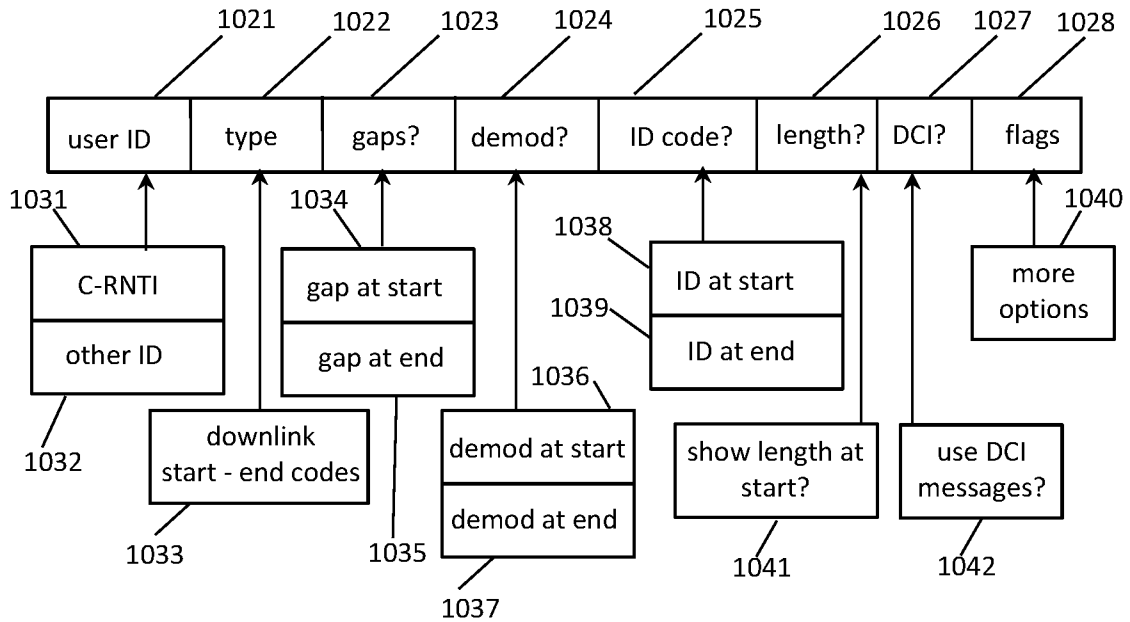 1021 1022 1023 1024 1025 1026 1027 1028
user ID type gaps? demod? ID code? length? DCI? flags
1031 1034 1038 1040
C-RNTI
other ID
gap at start
gap at end
ID at start
1039
ID at end
more
options
1036
1032
downlink
start - end codes
demod at start
demod at end
show length at
start?
use DCI
messages?
1033 1035 1037 1041 1042